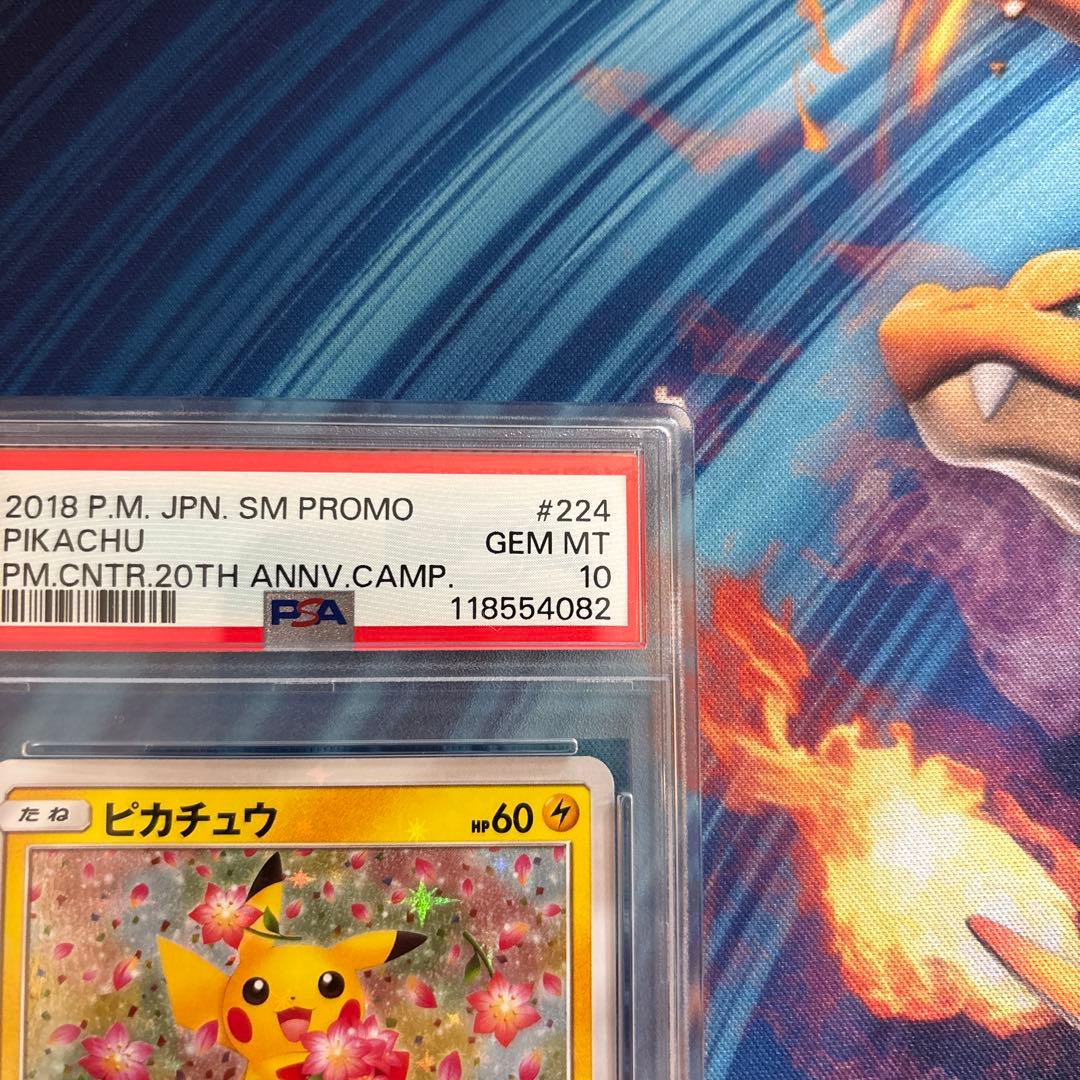 2018 P.M. JPN. SM PROMO #224
PIKACHU GEM MT
PM.CNTR.20TH ANNV.CAMP. 10
PSA 118554082
たね ピカチュウ HP60